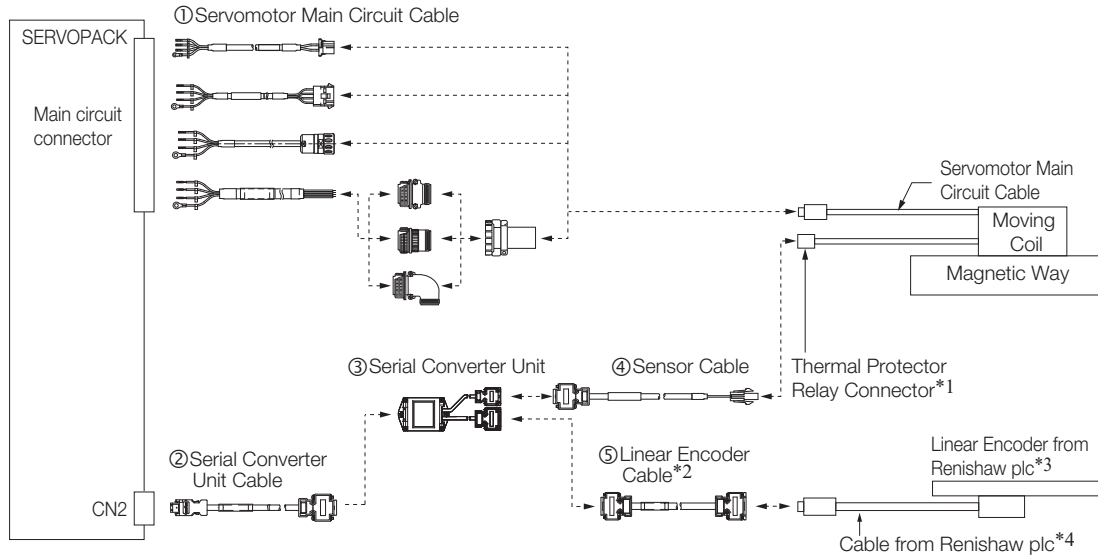 ①Servomotor Main Circuit Cable
SERVOPACK
Main circuit
connector
Servomotor Main
Circuit Cable
Moving
Coil
Magnetic Way
③Serial Converter Unit
④Sensor Cable
Thermal Protector
Relay Connector*1
②Serial Converter
Unit Cable
⑤Linear Encoder
Cable*2
Linear Encoder from
Renishaw plc*3
CN2
Cable from Renishaw plc*4